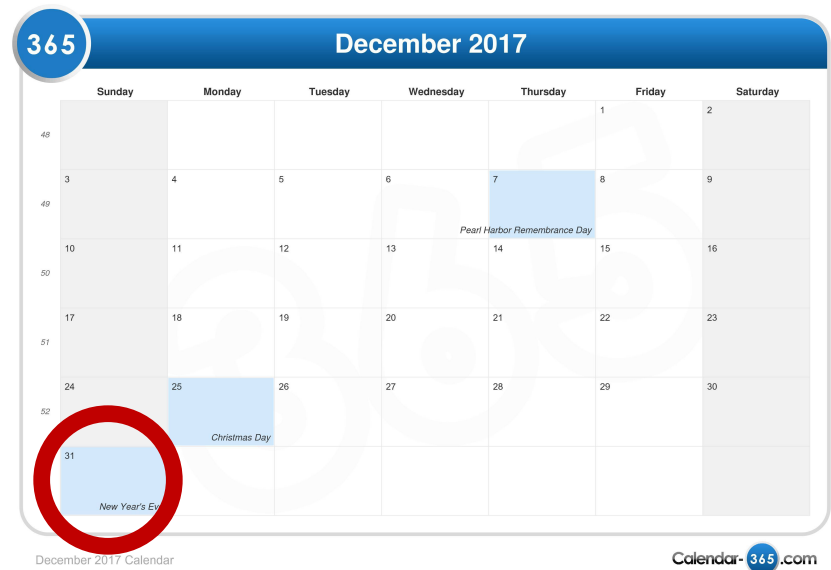 365
December 2017
Sunday Monday Tuesday Wednesday Thursday Friday Saturday
48 1 2
49 3 4 5 6 7 8 9
Pearl Harbor Remembrance Day
50 10 11 12 13 14 15 16
51 17 18 19 20 21 22 23
52 24 25 26 27 28 29 30
Christmas Day
31
New Year's Ev
December 2017 Calendar
Calendar-365.com